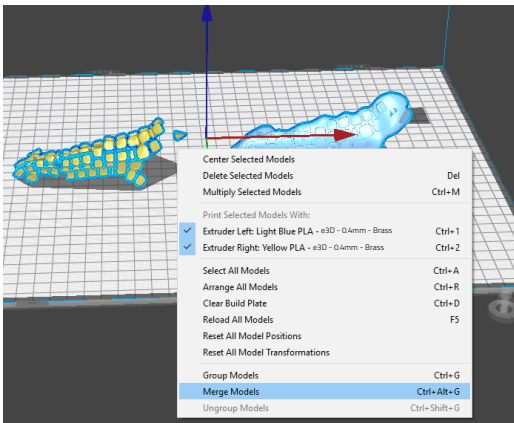 Center Selected Models
Delete Selected Models Del
Multiply Selected Models Ctrl+M
Print Selected Models With:
Extruder Left: Light Blue PLA - e3D - 0.4mm - Brass Ctrl+1
Extruder Right: Yellow PLA - e3D - 0.4mm - Brass Ctrl+2
Select All Models Ctrl+A
Arrange All Models Ctrl+R
Clear Build Plate Ctrl+D
Reload All Models F5
Reset All Model Positions
Reset All Model Transformations
Group Models Ctrl+G
Merge Models Ctrl+Alt+G
Ungroup Models Ctrl+Shift+G